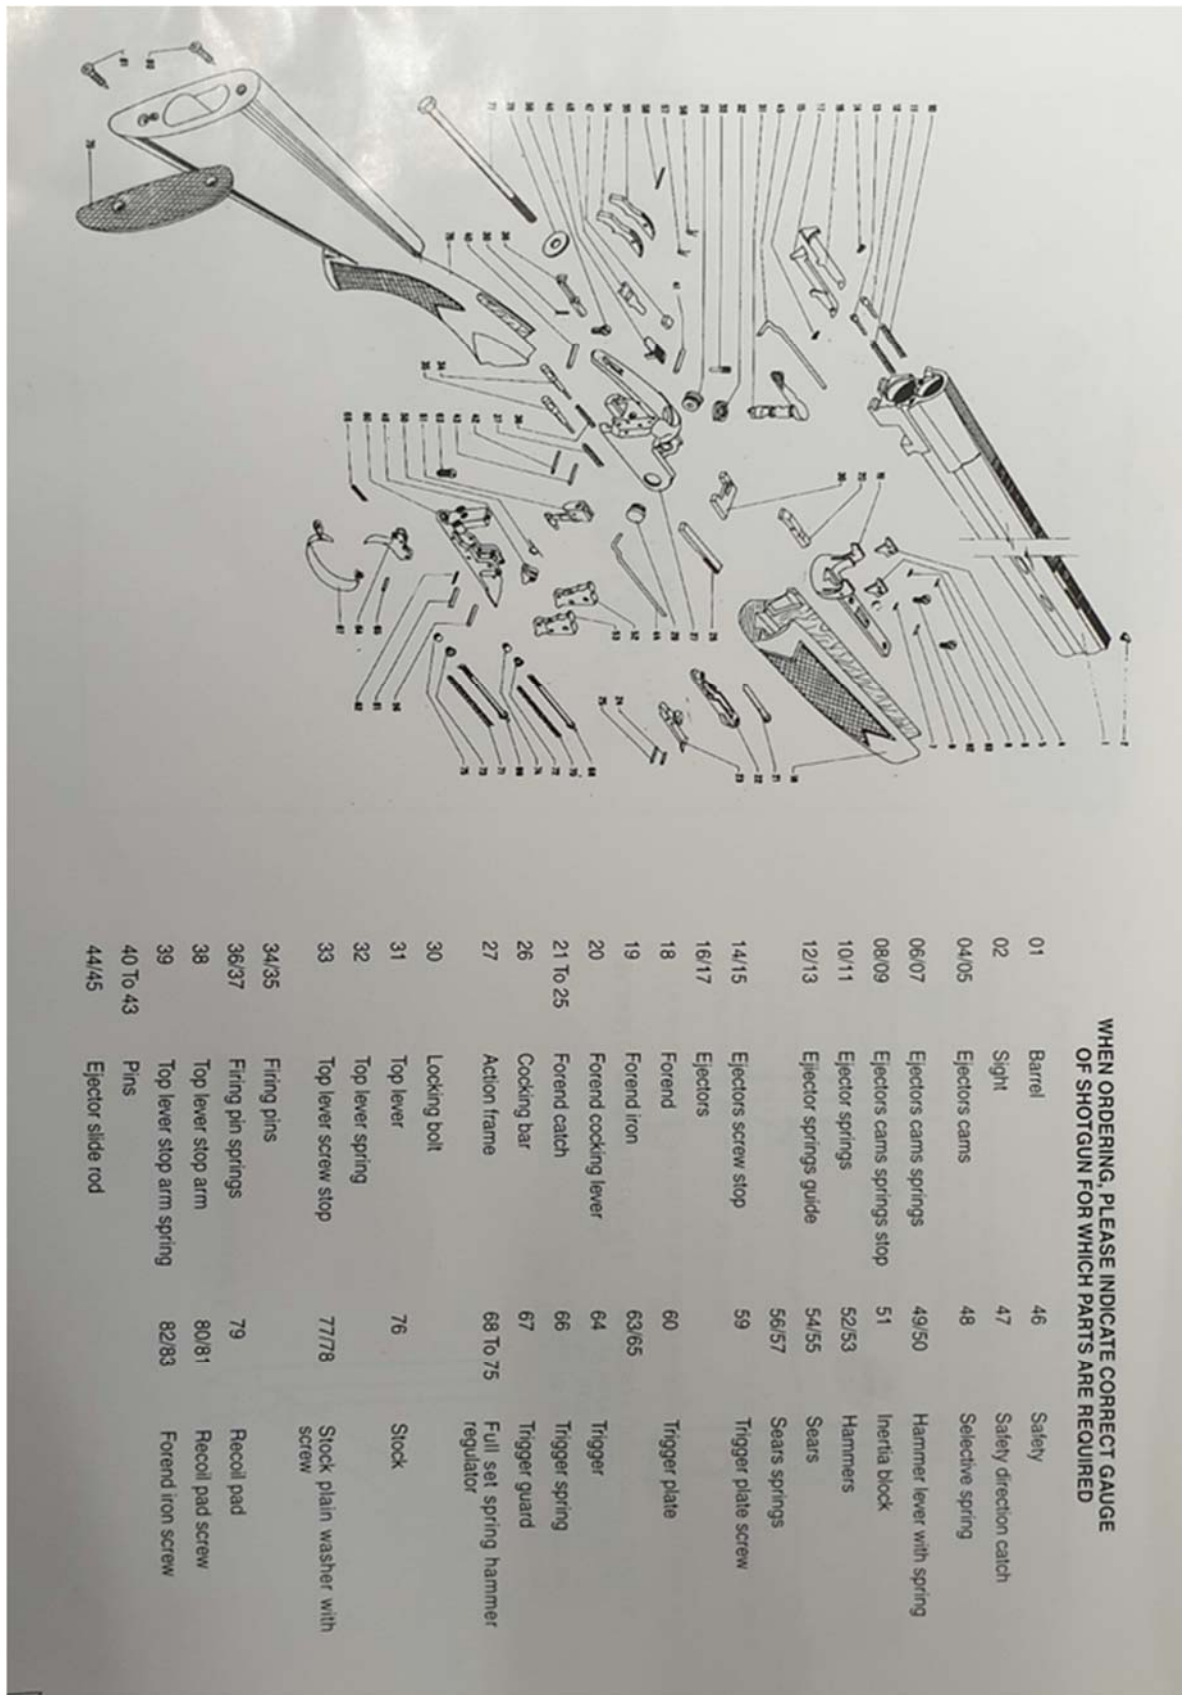 WHEN ORDERING, PLEASE INDICATE CORRECT GAUGE
OF SHOTGUN FOR WHICH PARTS ARE REQUIRED
01 Barrel
02 Sight
04/05 Ejectors cams
06/07 Ejectors cams springs
08/09 Ejectors cams springs stop
10/11 Ejector springs
12/13 Ejiector springs guide
14/15 Ejectors screw stop
16/17 Ejectors
18 Forend
19 Forend iron
20 Forend cocking lever
21 To 25 Forend catch
26 Cocking bar
27 Action frame
30 Locking bolt
31 Top lever
32 Top lever spring
33 Top lever screw stop
34/35 Firing pins
36/37 Firing pin springs
38 Top lever stop arm
39 Top lever stop arm spring
40 To 43 Pins
44/45 Ejector slide rod
46 Safety
47 Safety direction catch
48 Selective spring
49/50 Hammer lever with spring
51 Inertia block
52/53 Hammers
54/55 Sears
56/57 Sears springs
59 Trigger plate screw
60 Trigger plate
63/65
64 Trigger
66 Trigger spring
67 Trigger guard
68 To 75 Full set spring hammer
regulator
76 Stock
77/78 Stock plain washer with
screw
79 Recoil pad
80/81 Recoil pad screw
82/83 Forend iron screw